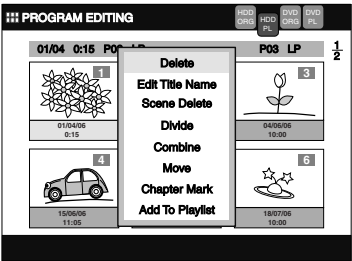 PROGRAM EDITING
HDD ORG
HDD PL
DVD ORG
DVD PL
01/04 0:15 P03 LP
1/2
1
01/04/06
0:15
3
04/06/06
10:00
4
15/06/06
11:05
6
18/07/06
10:00
Delete
Edit Title Name
Scene Delete
Divide
Combine
Move
Chapter Mark
Add To Playlist